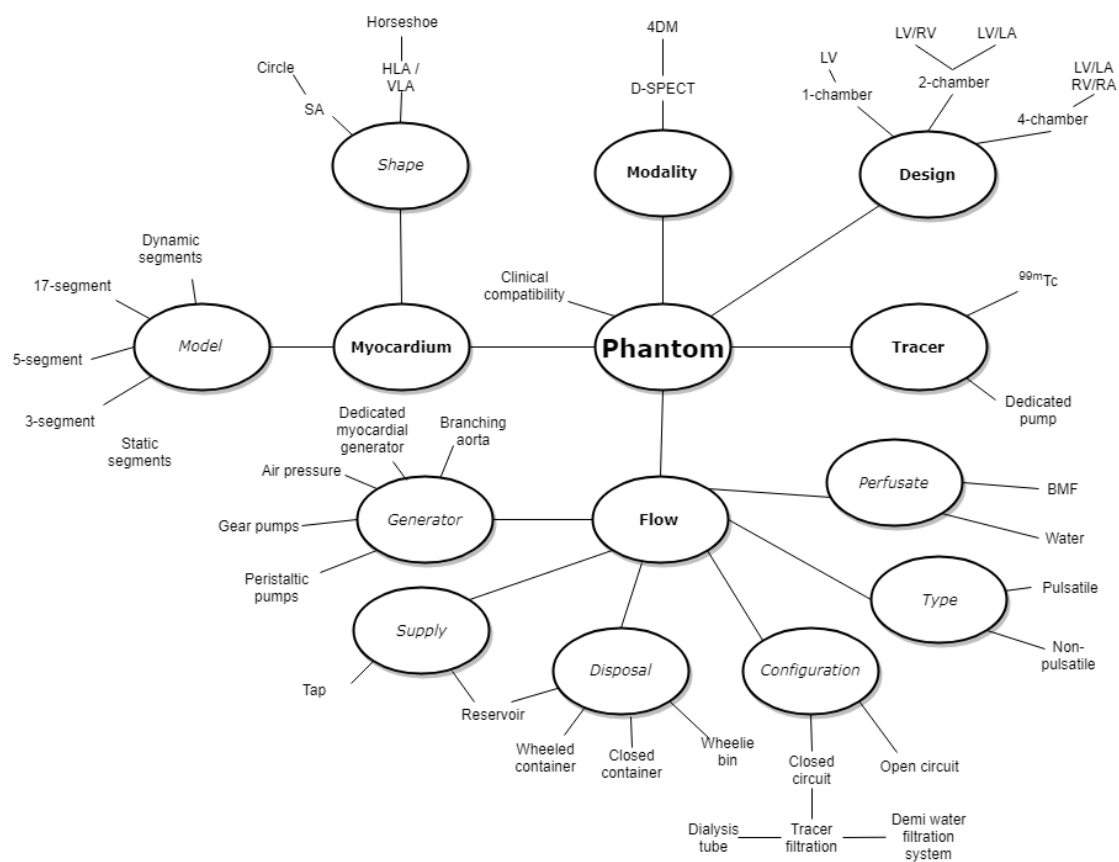 Horseshoe
HLA /
VLA
Circle
SA
Shape
4DM
D-SPECT
Modality
LV/RV
LV/LA
LV
1-chamber
2-chamber
LV/LA
RV/RA
4-chamber
Design
Dynamic
segments
17-segment
5-segment
3-segment
Static
segments
Model
Myocardium
Clinical
compatibility
Phantom
Tracer
99mTc
Dedicated
pump
Dedicated
myocardial
generator
Branching
aorta
Air pressure
Gear pumps
Peristaltic
pumps
Generator
Flow
Perfusate
BMF
Water
Type
Pulsatile
Non-
pulsatile
Supply
Tap
Reservoir
Disposal
Wheeled
container
Closed
container
Wheelie
bin
Configuration
Closed
circuit
Open circuit
Dialysis
tube
Tracer
filtration
Demi water
filtration
system